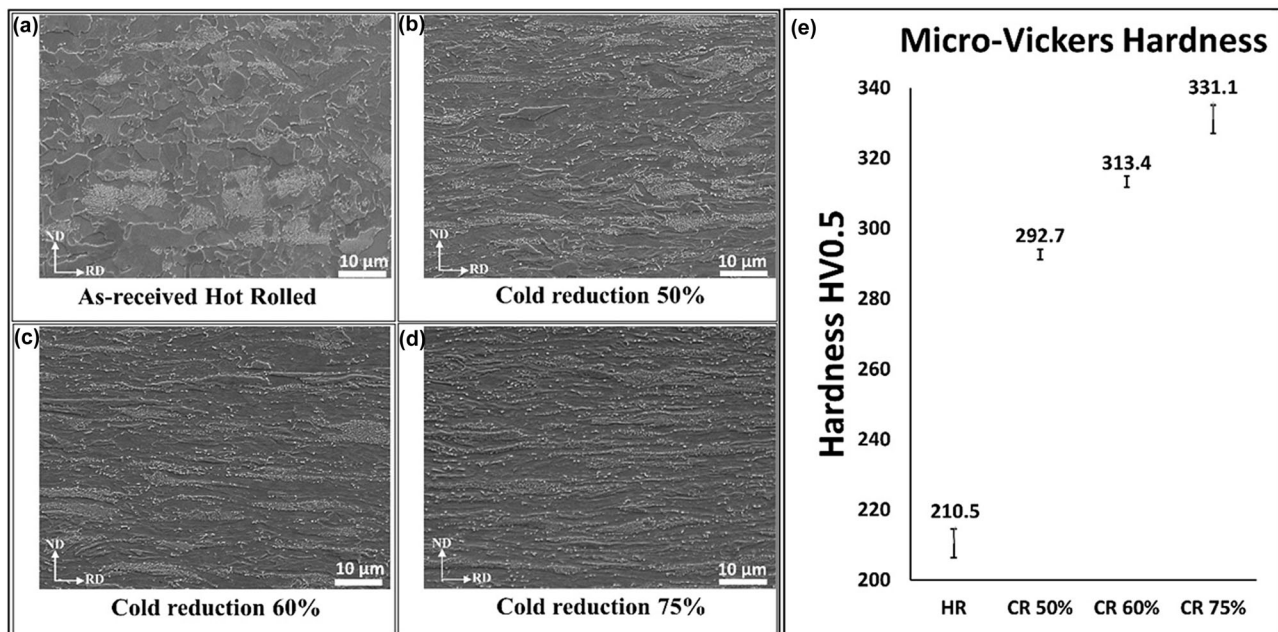 (a)
ND
RD
10 µm
As-received Hot Rolled
(b)
ND
RD
10 µm
Cold reduction 50%
(c)
ND
RD
10 µm
Cold reduction 60%
(d)
ND
RD
10 µm
Cold reduction 75%
(e)
Micro-Vickers Hardness
Hardness HV0.5
340
320
300
280
260
240
220
200
210.5
292.7
313.4
331.1
HR
CR 50%
CR 60%
CR 75%